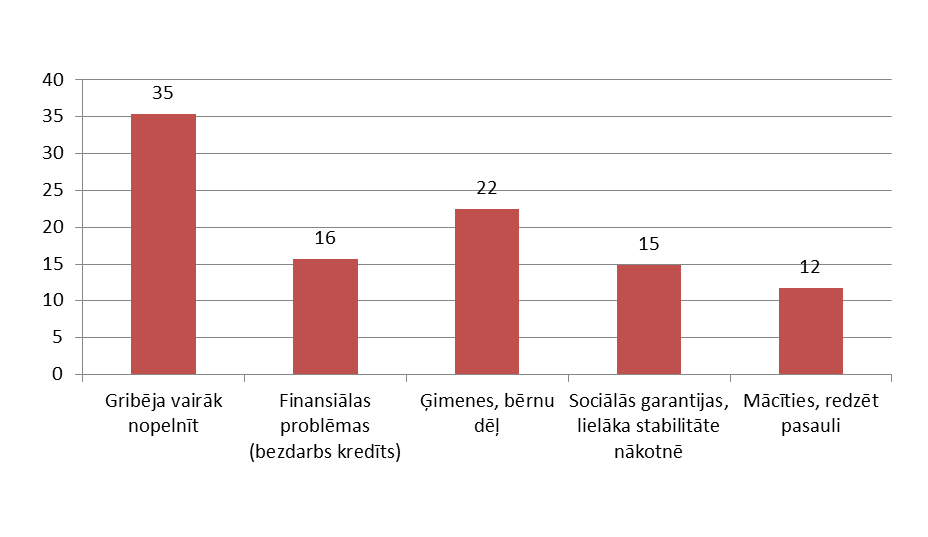 40
35
30
25
20
15
10
5
0
35
16
22
15
12
Gribēja vairāk
nopelnīt
Finansiālas
problēmas
(bezdarbs kredīts)
Ģimenes, bērnu
dēļ
Sociālās garantijas,
lielāka stabilitāte
nākotnē
Mācīties, redzēt
pasauli